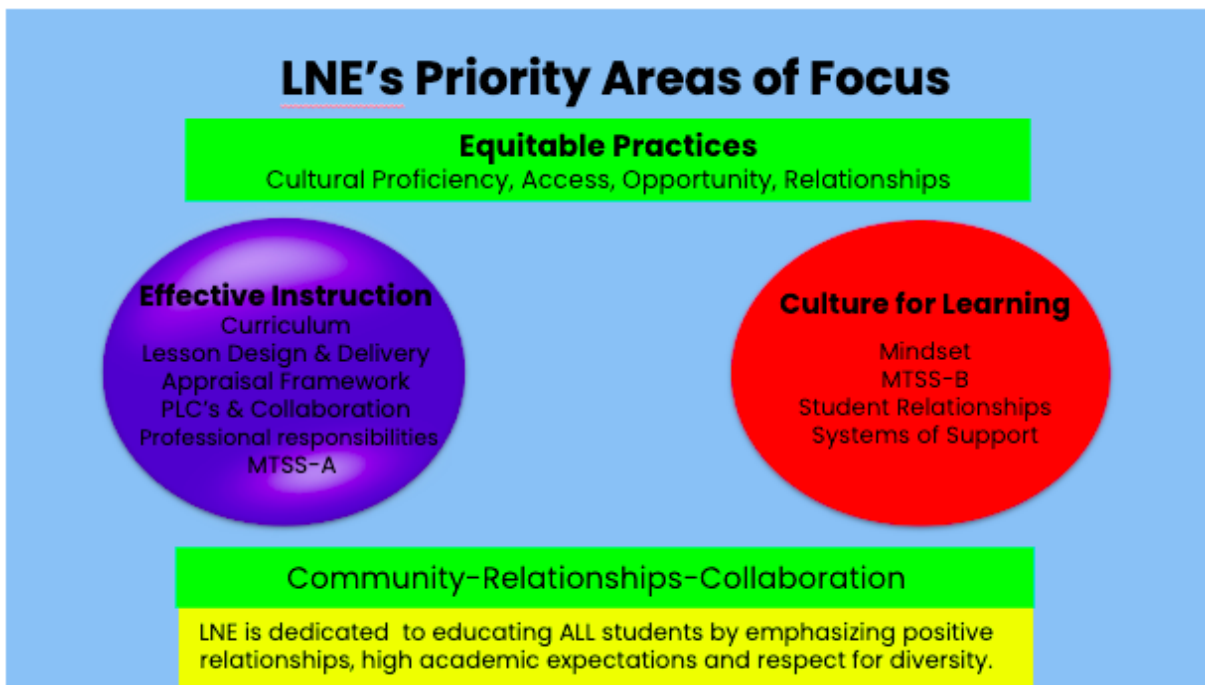 LNE’s Priority Areas of Focus
Equitable Practices
Cultural Proficiency, Access, Opportunity, Relationships
Effective Instruction
Curriculum
Lesson Design & Delivery
Appraisal Framework
PLC’s & Collaboration
Professional responsibilities
MTSS-A
Culture for Learning
Mindset
MTSS-B
Student Relationships
Systems of Support
Community-Relationships-Collaboration
LNE is dedicated  to educating ALL students by emphasizing positive
relationships, high academic expectations and respect for diversity.